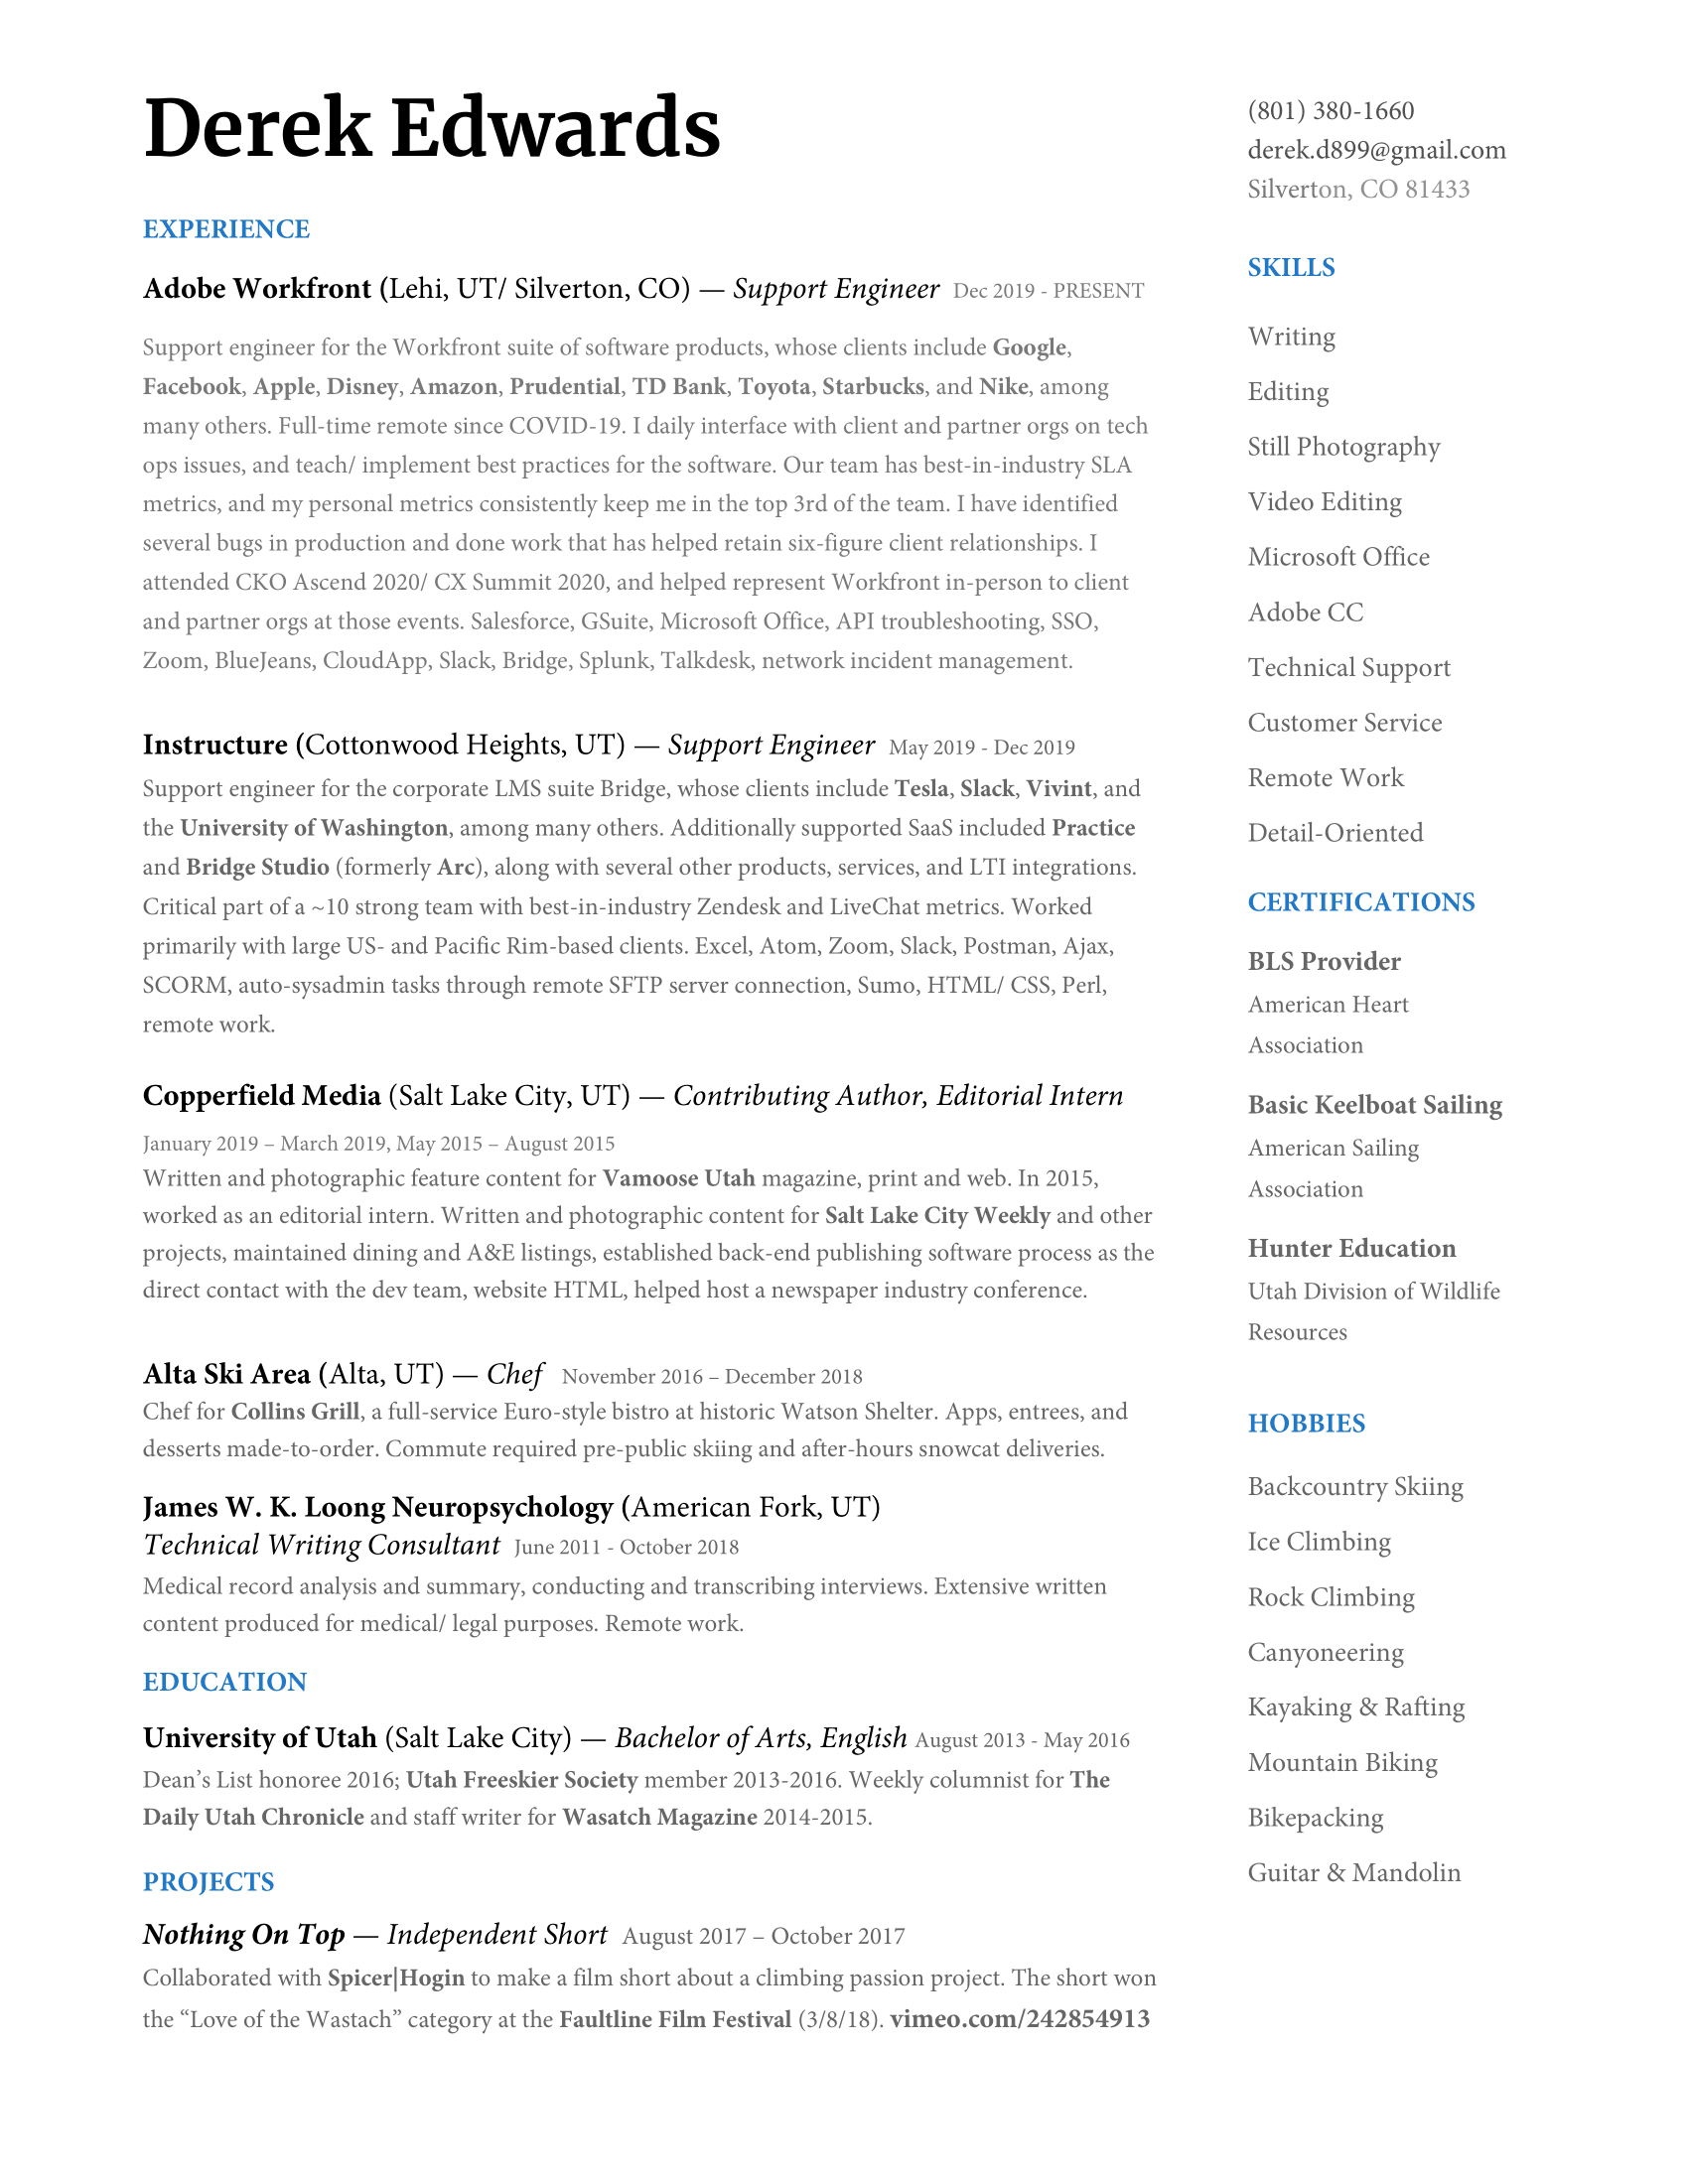 Derek Edwards
EXPERIENCE
Adobe Workfront (Lehi, UT/ Silverton, CO) — Support Engineer Dec 2019 - PRESENT
Support engineer for the Workfront suite of software products, whose clients include Google,
Facebook, Apple, Disney, Amazon, Prudential, TD Bank, Toyota, Starbucks, and Nike, among
many others. Full-time remote since COVID-19. I daily interface with client and partner orgs on tech
ops issues, and teach/ implement best practices for the software. Our team has best-in-industry SLA
metrics, and my personal metrics consistently keep me in the top 3rd of the team. I have identified
several bugs in production and done work that has helped retain six-figure client relationships. I
attended CKO Ascend 2020/ CX Summit 2020, and helped represent Workfront in-person to client
and partner orgs at those events. Salesforce, GSuite, Microsoft Office, API troubleshooting, SSO,
Zoom, BlueJeans, CloudApp, Slack, Bridge, Splunk, Talkdesk, network incident management.
Instructure (Cottonwood Heights, UT) — Support Engineer May 2019 - Dec 2019
Support engineer for the corporate LMS suite Bridge, whose clients include Tesla, Slack, Vivint, and
the University of Washington, among many others. Additionally supported SaaS included Practice
and Bridge Studio (formerly Arc), along with several other products, services, and LTI integrations.
Critical part of a ~10 strong team with best-in-industry Zendesk and LiveChat metrics. Worked
primarily with large US- and Pacific Rim-based clients. Excel, Atom, Zoom, Slack, Postman, Ajax,
SCORM, auto-sysadmin tasks through remote SFTP server connection, Sumo, HTML/ CSS, Perl,
remote work.
Copperfield Media (Salt Lake City, UT) — Contributing Author, Editorial Intern
January 2019 – March 2019, May 2015 – August 2015
Written and photographic feature content for Vamoose Utah magazine, print and web. In 2015,
worked as an editorial intern. Written and photographic content for Salt Lake City Weekly and other
projects, maintained dining and A&E listings, established back-end publishing software process as the
direct contact with the dev team, website HTML, helped host a newspaper industry conference.
Alta Ski Area (Alta, UT) — Chef November 2016 – December 2018
Chef for Collins Grill, a full-service Euro-style bistro at historic Watson Shelter. Apps, entrees, and
desserts made-to-order. Commute required pre-public skiing and after-hours snowcat deliveries.
James W. K. Loong Neuropsychology (American Fork, UT)
Technical Writing Consultant June 2011 - October 2018
Medical record analysis and summary, conducting and transcribing interviews. Extensive written
content produced for medical/ legal purposes. Remote work.
EDUCATION
University of Utah (Salt Lake City) — Bachelor of Arts, English August 2013 - May 2016
Dean’s List honoree 2016; Utah Freeskier Society member 2013-2016. Weekly columnist for The
Daily Utah Chronicle and staff writer for Wasatch Magazine 2014-2015.
PROJECTS
Nothing On Top — Independent Short August 2017 – October 2017
Collaborated with Spicer|Hogin to make a film short about a climbing passion project. The short won
the “Love of the Wastach” category at the Faultline Film Festival (3/8/18). vimeo.com/242854913
(801) 380-1660
derek.d899@gmail.com
Silverton, CO 81433
SKILLS
Writing
Editing
Still Photography
Video Editing
Microsoft Office
Adobe CC
Technical Support
Customer Service
Remote Work
Detail-Oriented
CERTIFICATIONS
BLS Provider
American Heart
Association
Basic Keelboat Sailing
American Sailing
Association
Hunter Education
Utah Division of Wildlife
Resources
HOBBIES
Backcountry Skiing
Ice Climbing
Rock Climbing
Canyoneering
Kayaking & Rafting
Mountain Biking
Bikepacking
Guitar & Mandolin